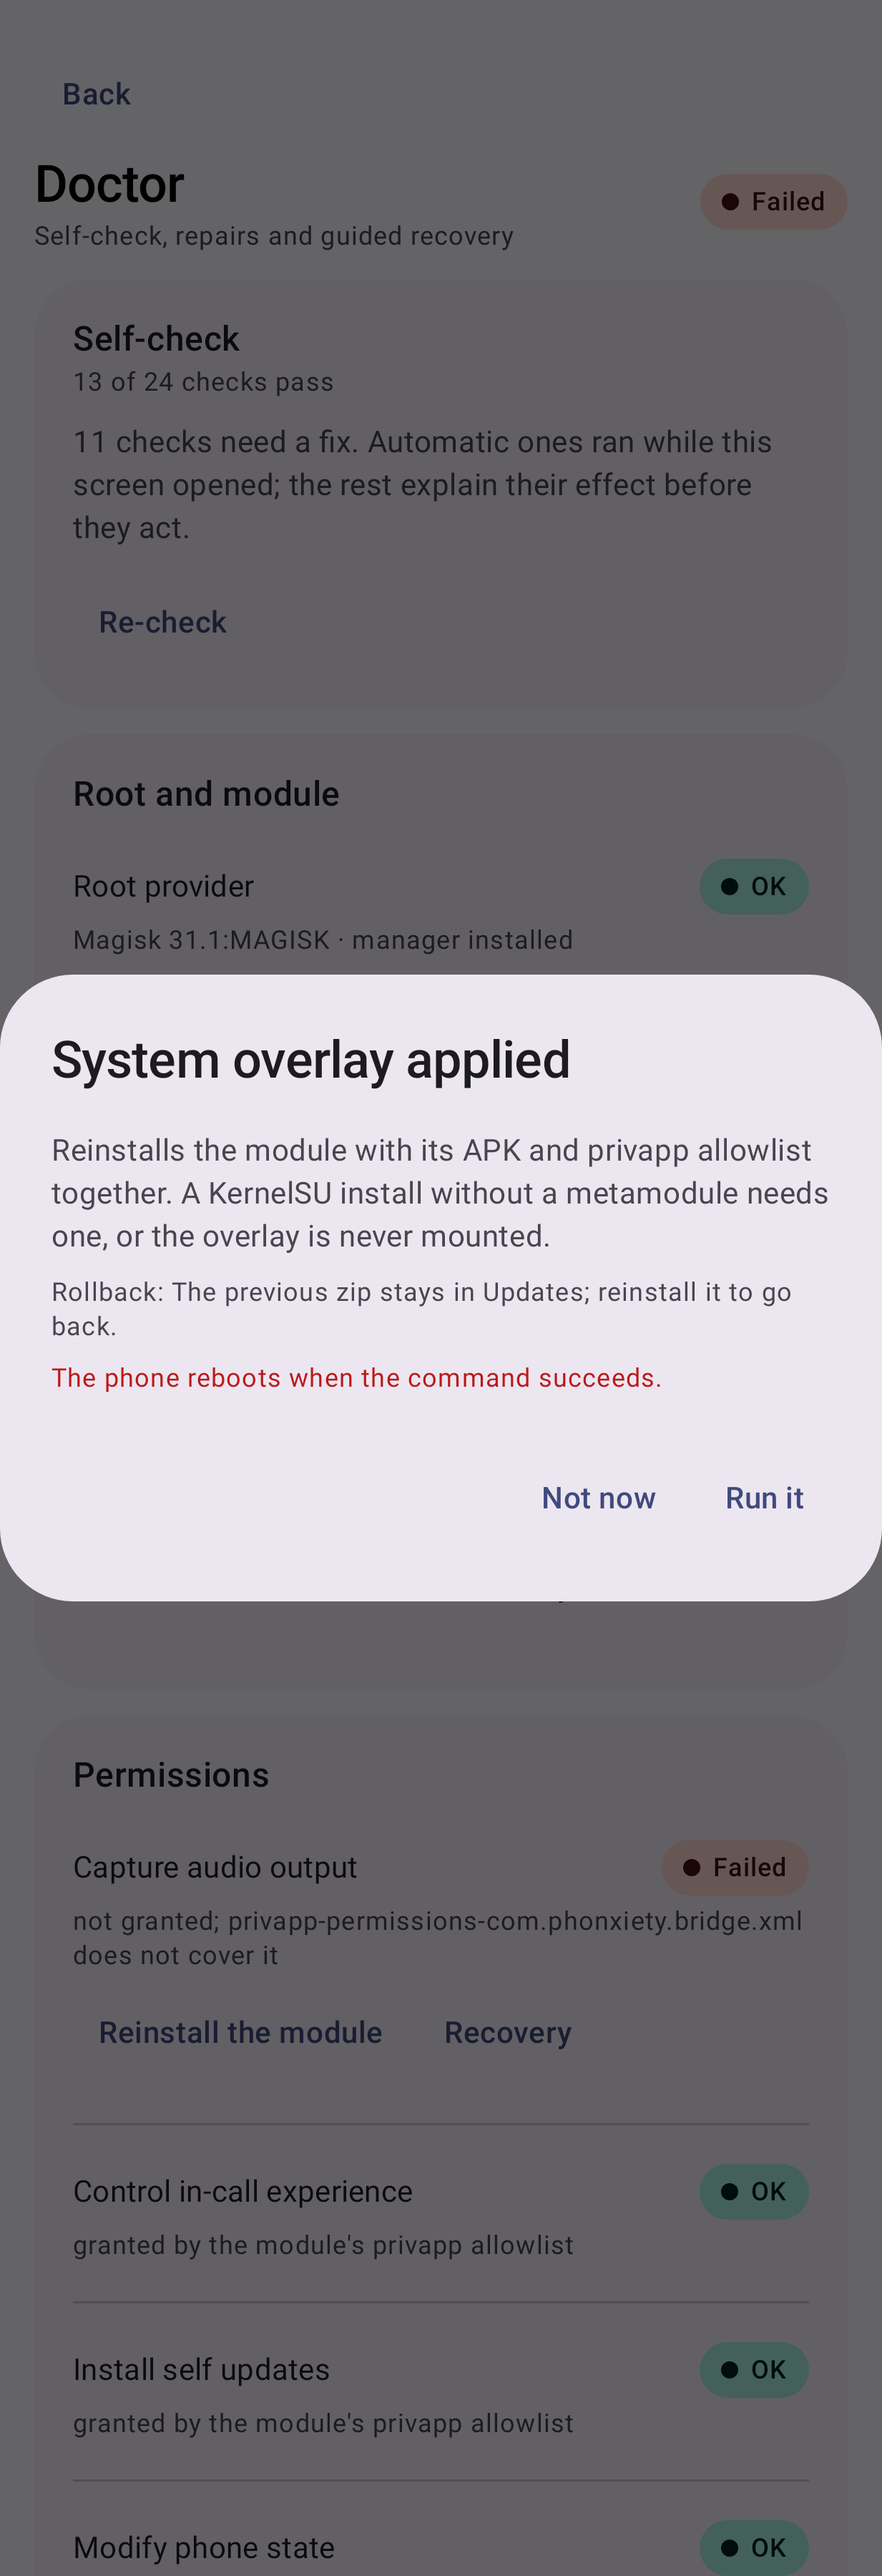 Back
Doctor
Failed
Self-check, repairs and guided recovery
Self-check
13 of 24 checks pass
11 checks need a fix. Automatic ones ran while this
screen opened; the rest explain their effect before
they act.
Re-check
Root and module
Root provider
OK
Magisk 31.1:MAGISK · manager installed
System overlay applied
Reinstalls the module with its APK and privapp allowlist
together. A KernelSU install without a metamodule needs
one, or the overlay is never mounted.
Rollback: The previous zip stays in Updates; reinstall it to go
back.
The phone reboots when the command succeeds.
Not now
Run it
Permissions
Capture audio output
Failed
not granted; privapp-permissions-com.phonxiety.bridge.xml
does not cover it
Reinstall the module
Recovery
Control in-call experience
OK
granted by the module's privapp allowlist
Install self updates
OK
granted by the module's privapp allowlist
Modify phone state
OK